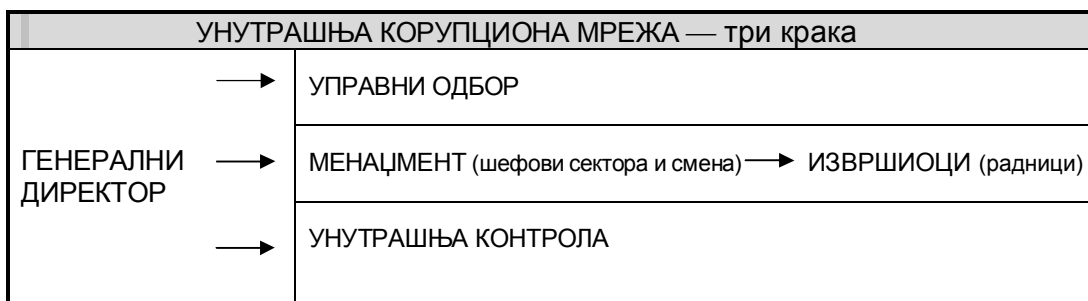 УНУТРАШЊА КОРУПЦИОНА МРЕЖА — три крака
УПРАВНИ ОДБОР
ГЕНЕРАЛНИ
ДИРЕКТОР
МЕНАЏМЕНТ (шефови сектора и смена) ИЗВРШИОЦИ (радници)
УНУТРАШЊА КОНТРОЛА